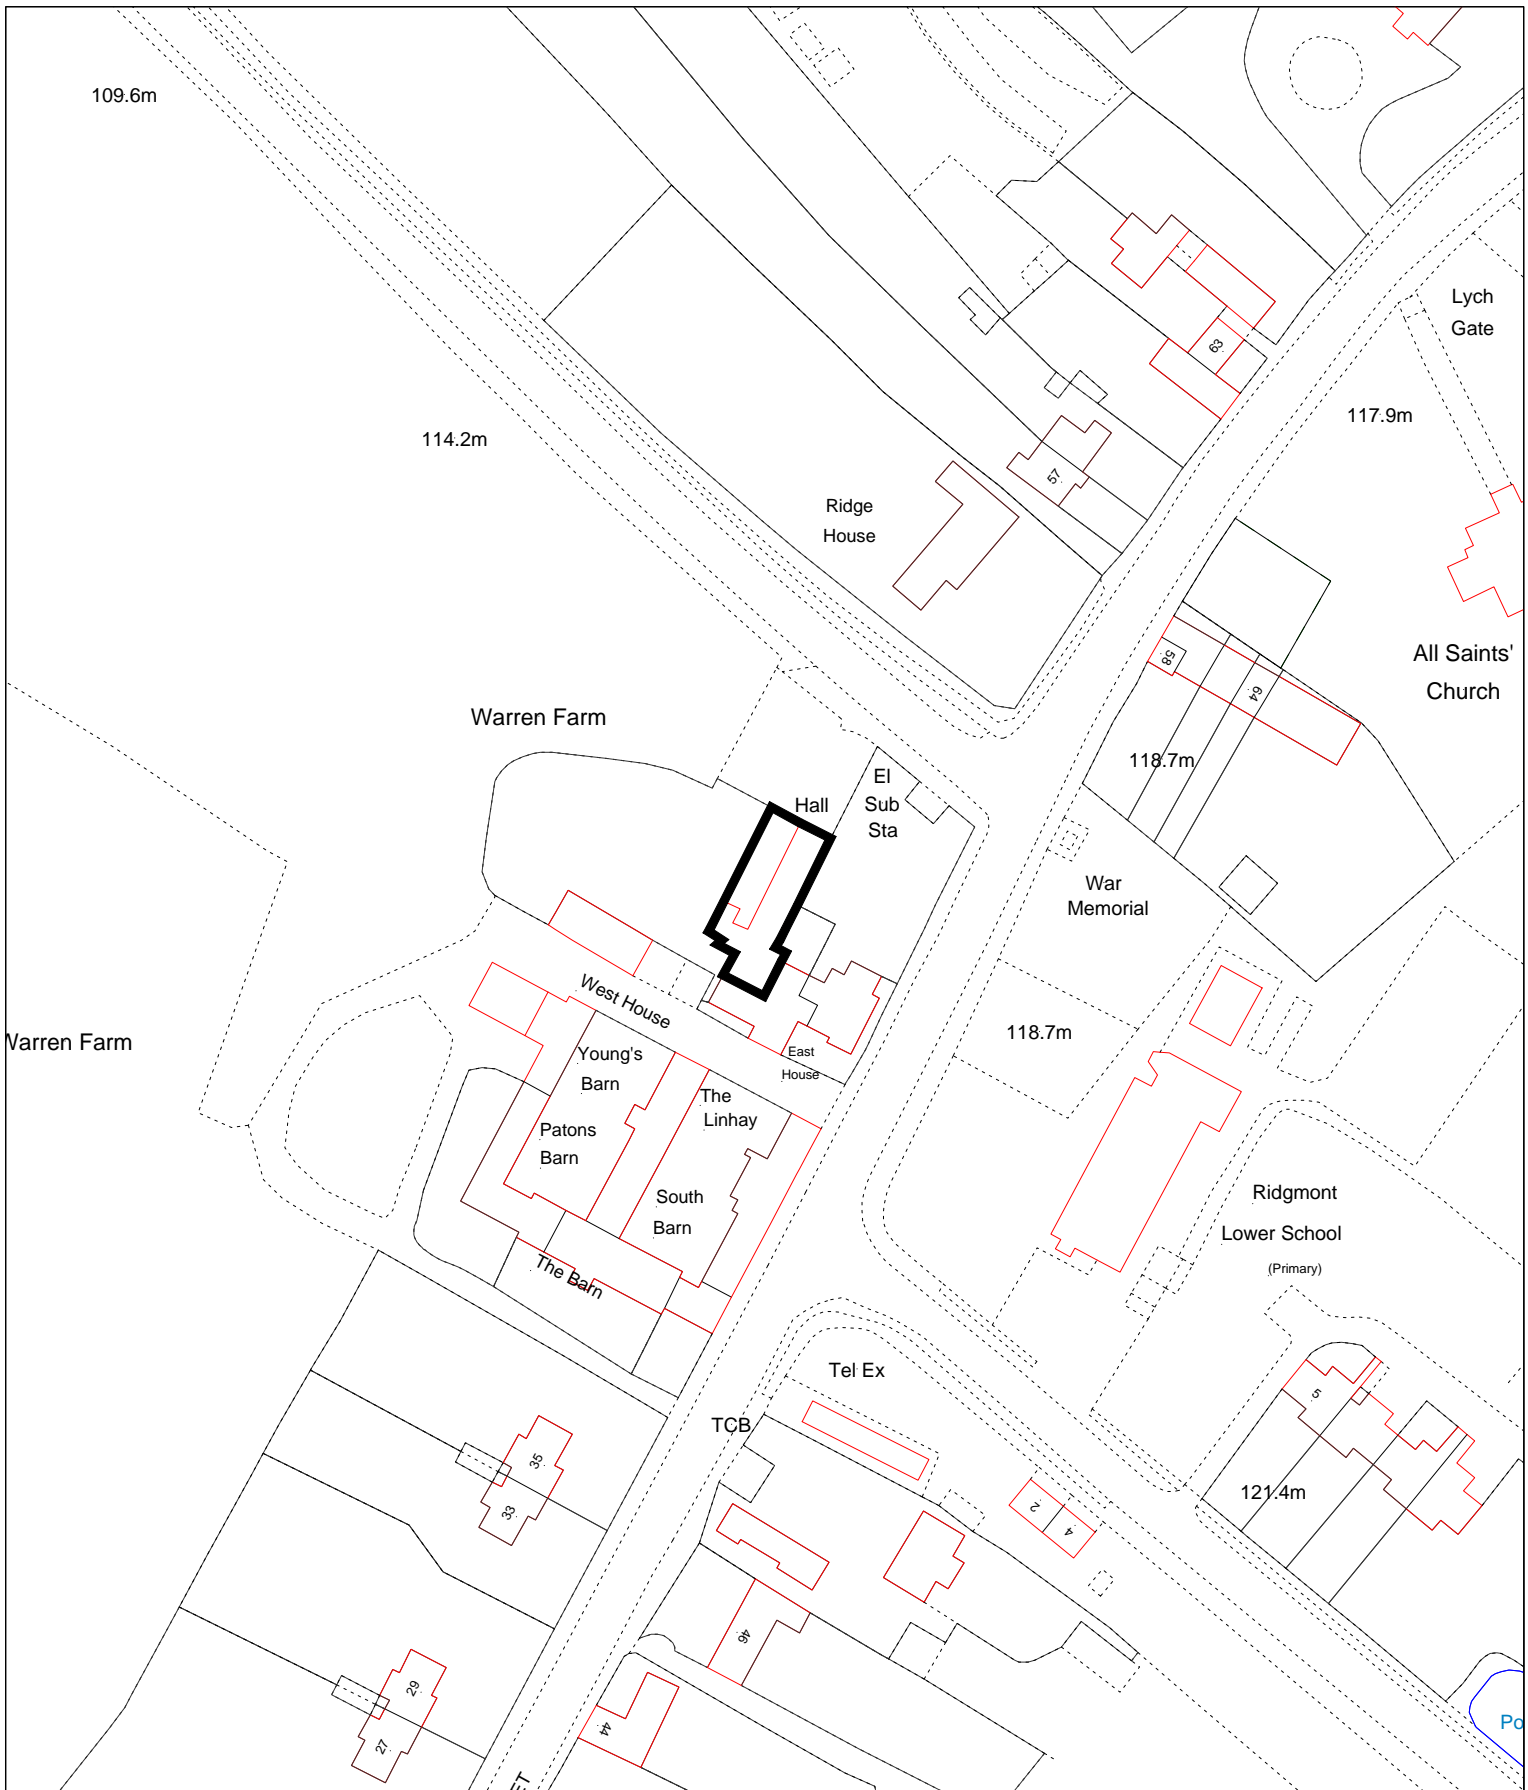 109.6m
Lych
Gate
63
117.9m
114.2m
57
Ridge
House
58
64
All Saints'
Church
Warren Farm
118.7m
El
Sub
Sta
Hall
War
Memorial
West House
118.7m
Warren Farm
Young's
Barn
East
House
The
Linhay
Patons
Barn
South
Barn
Ridgmont
Lower School
(Primary)
The Barn
Tel Ex
5
TCB
35
33
2
4
121.4m
46
29
27
44
Po
ET